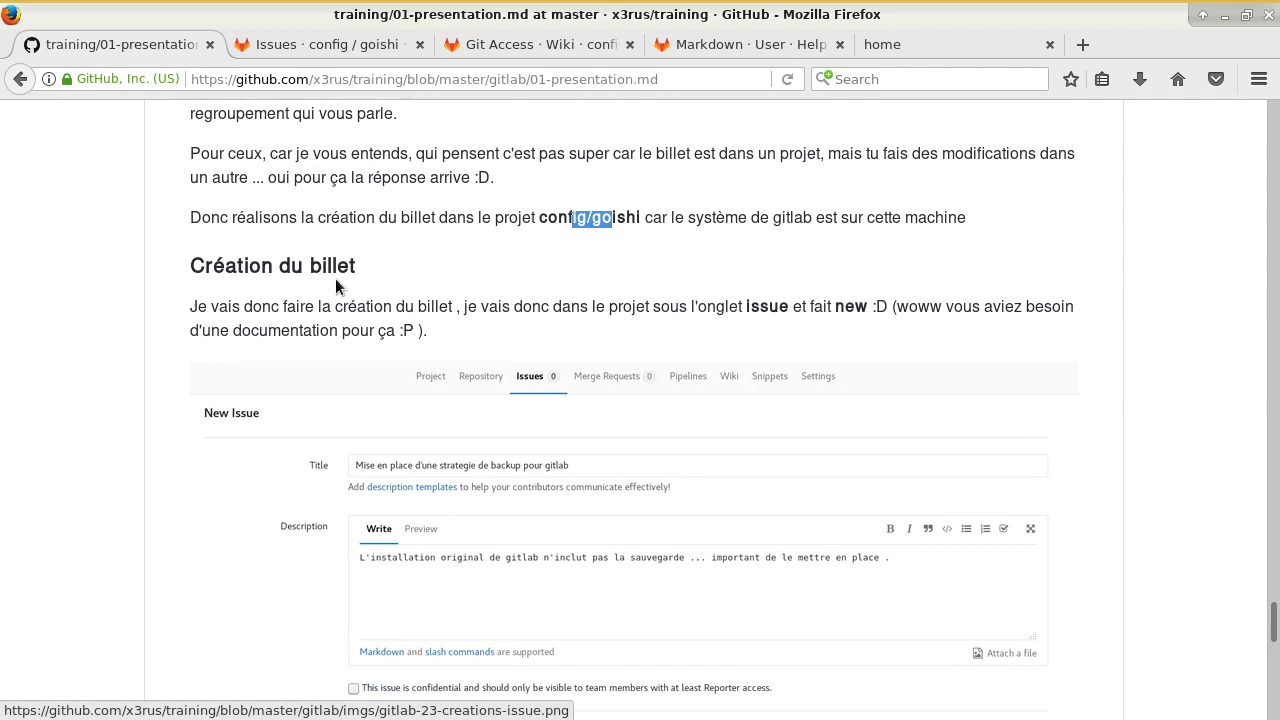 training/01-presentation.md at master · x3rus/training · GitHub - Mozilla Firefox
training/01-presentatio
Issues · config / goishi
Git Access · Wiki · confi
Markdown · User · Help
home
GitHub, Inc. (US)
https://github.com/x3rus/training/blob/master/gitlab/01-presentation.md
Search
regroupement qui vous parle.
Pour ceux, car je vous entends, qui pensent c'est pas super car le billet est dans un projet, mais tu fais des modifications dans
un autre ... oui pour ça la réponse arrive :D.
Donc réalisons la création du billet dans le projet config/goishi car le système de gitlab est sur cette machine
Création du billet
Je vais donc faire la création du billet , je vais donc dans le projet sous l'onglet issue et fait new :D (woww vous aviez besoin
d'une documentation pour ça :P ).
Project Repository Issues 0 Merge Requests 0 Pipelines Wiki Snippets Settings
New Issue
Title
Mise en place d'une strategie de backup pour gitlab
Add description templates to help your contributors communicate effectively!
Description
Write Preview
L'installation original de gitlab n'inclut pas la sauvegarde ... important de le mettre en place .
Markdown and slash commands are supported
Attach a file
This issue is confidential and should only be visible to team members with at least Reporter access.
https://github.com/x3rus/training/blob/master/gitlab/imgs/gitlab-23-creations-issue.png